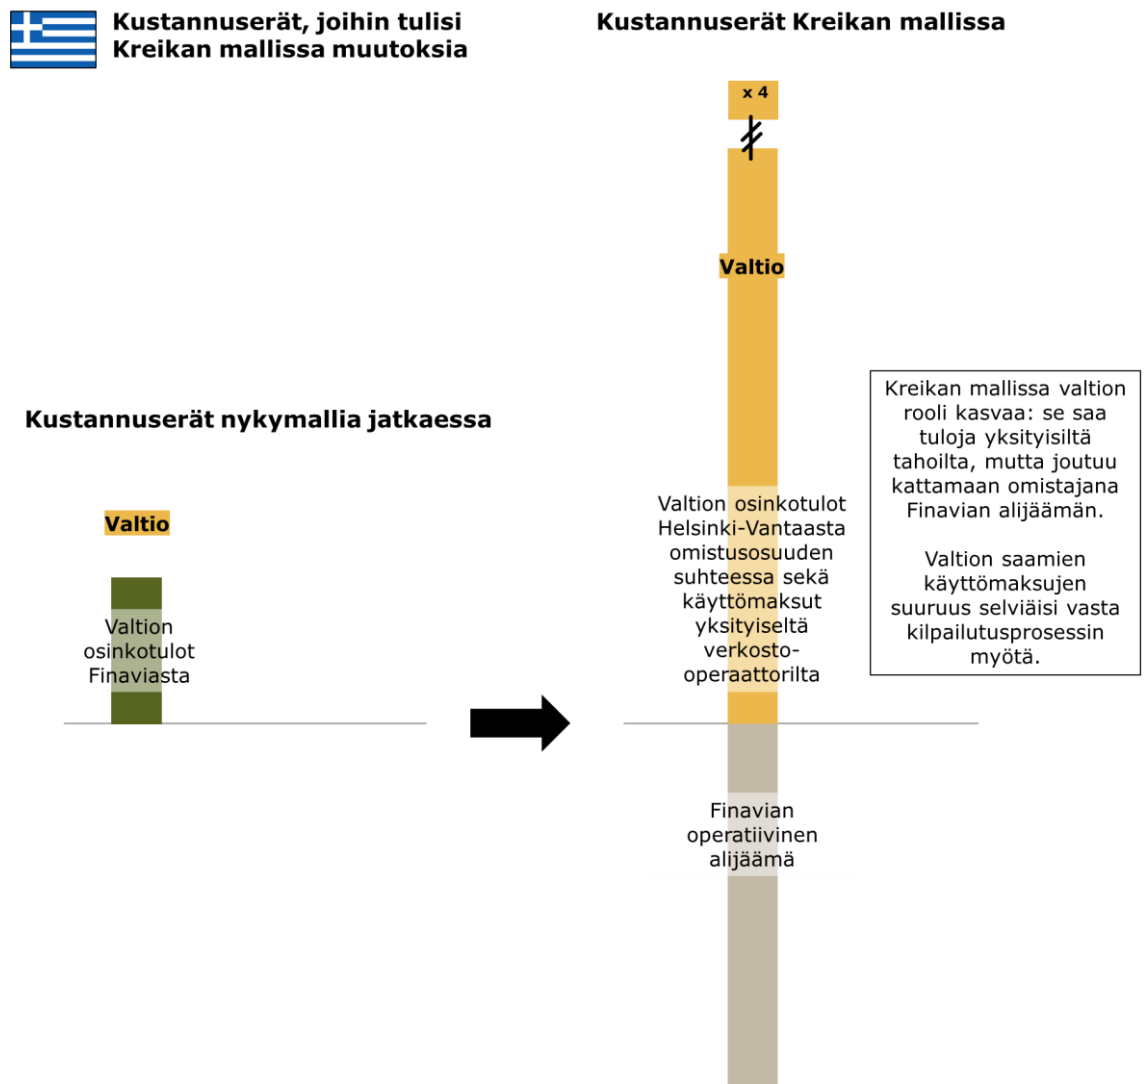 Kustannuserät, joihin tulisi
Kreikan mallissa muutoksia
Kustannuserät Kreikan mallissa
x 4
Valtio
Kustannuserät nykymallia jatkaessa
Valtio
Valtion
osinkotulot
Finaviasta
Valtion osinkotulot
Helsinki-Vantaasta
omistusosuuden
suhteessa sekä
käyttömaksut
yksityiseltä
verkosto-
operaattorilta
Kreikan mallissa valtion
rooli kasvaa: se saa
tuloja yksityisiltä
tahoilta, mutta joutuu
kattamaan omistajana
Finavian alijäämän.
Valtion saamien
käyttömaksujen
suuruus selviäisi vasta
kilpailutusprosessin
myötä.
Finavian
operatiivinen
alijäämä